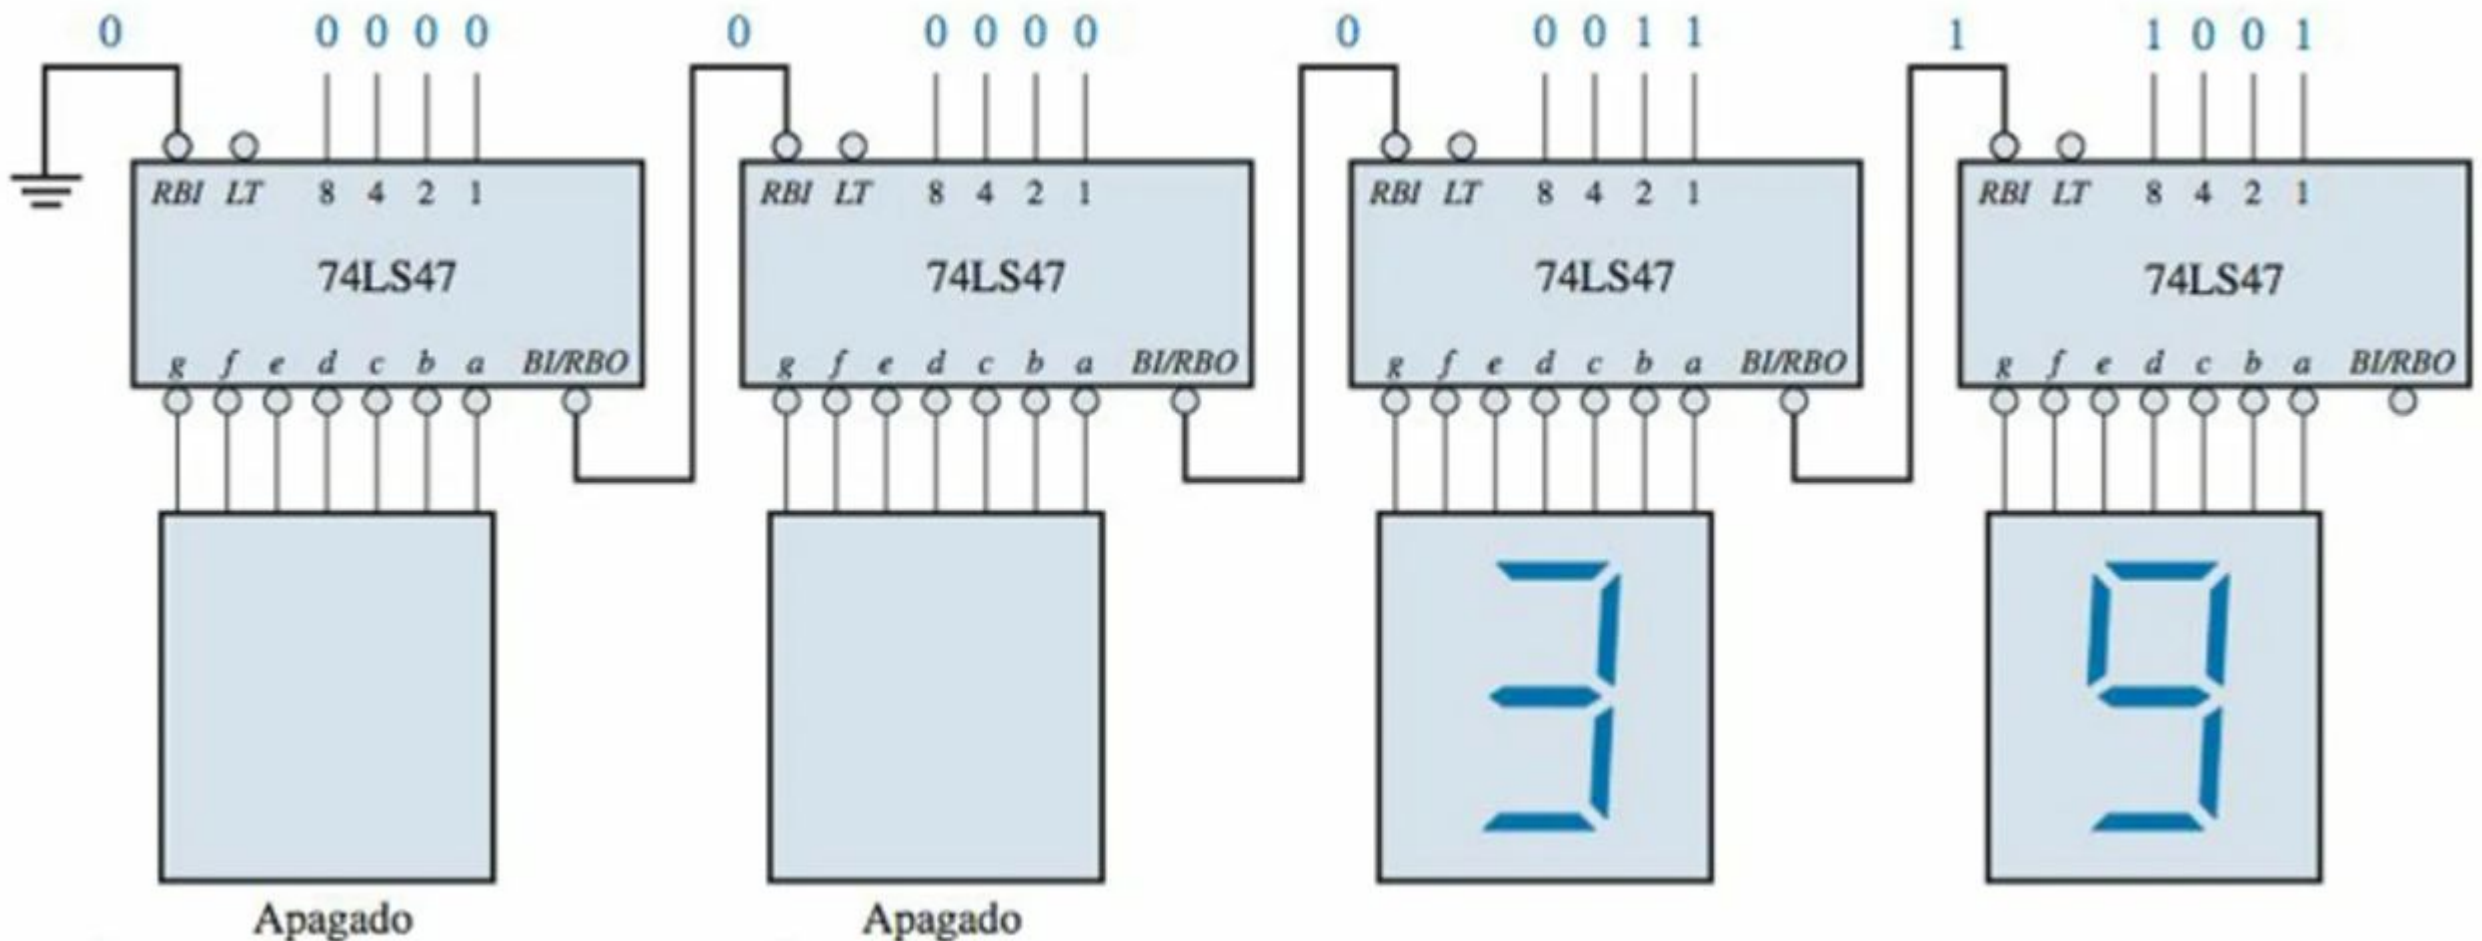 0 0 0 0 0 0 0 0 0 0 0 0 0 1 1 1 1 0 0 1
RBI LT 8 4 2 1 RBI LT 8 4 2 1 RBI LT 8 4 2 1 RBI LT 8 4 2 1
74LS47 74LS47 74LS47 74LS47
g f e d c b a BI/RBO g f e d c b a BI/RBO g f e d c b a BI/RBO g f e d c b a BI/RBO
3 9
Apagado Apagado